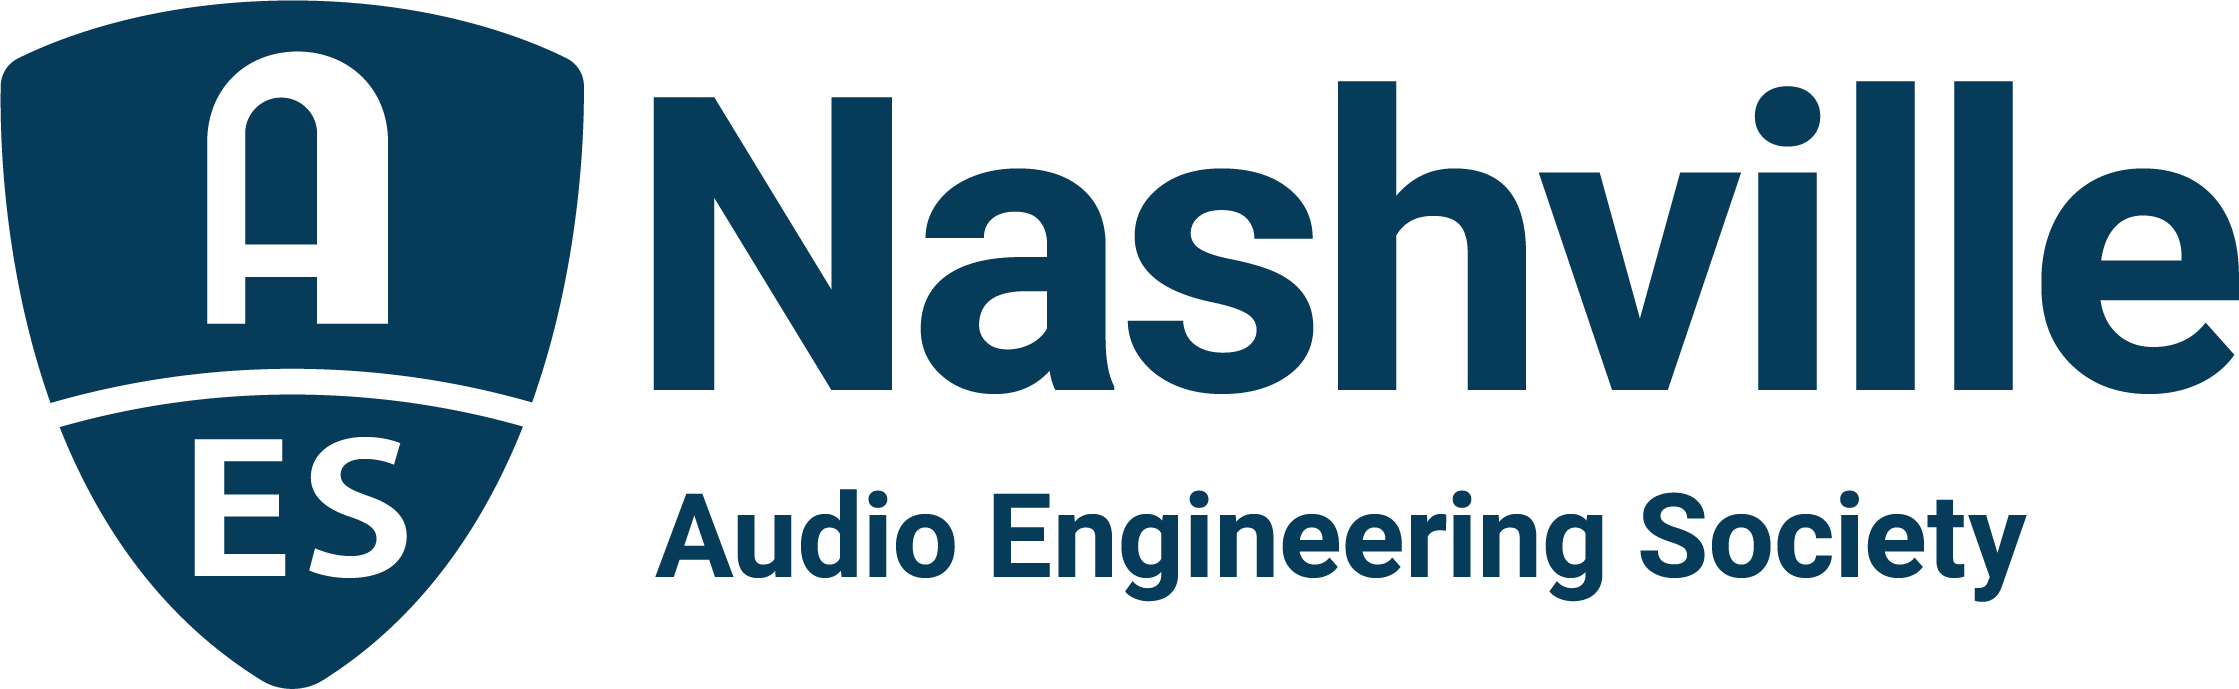 A
ES
Nashville
Audio Engineering Society